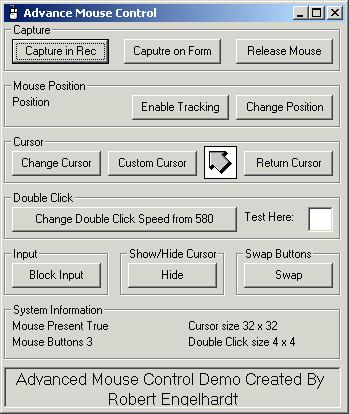 Advance Mouse Control
Capture
Capture in Rec
Caputre on Form
Release Mouse
Mouse Position
Position
Enable Tracking
Change Position
Cursor
Change Cursor
Custom Cursor
Return Cursor
Double Click
Change Double Click Speed from 580
Test Here:
Input
Show/Hide Cursor
Swap Buttons
Block Input
Hide
Swap
System Information
Mouse Present True
Cursor size 32 x 32
Mouse Buttons 3
Double Click size 4 x 4
Advanced Mouse Control Demo Created By
Robert Engelhardt